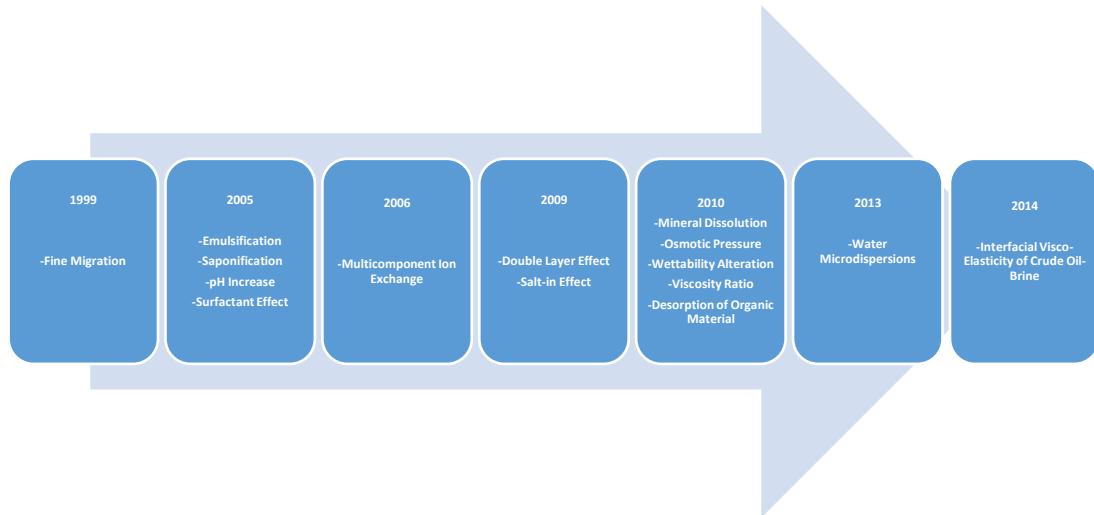 1999
-Fine Migration
2005
-Emulsification
-Saponification
-pH Increase
-Surfactant Effect
2006
-Multicomponent Ion
Exchange
2009
-Double Layer Effect
-Salt-in Effect
2010
-Mineral Dissolution
-Osmotic Pressure
-Wettability Alteration
-Viscosity Ratio
-Desorption of Organic
Material
2013
-Water
Microdispersions
2014
-Interfacial Visco-
Elasticity of Crude Oil-
Brine